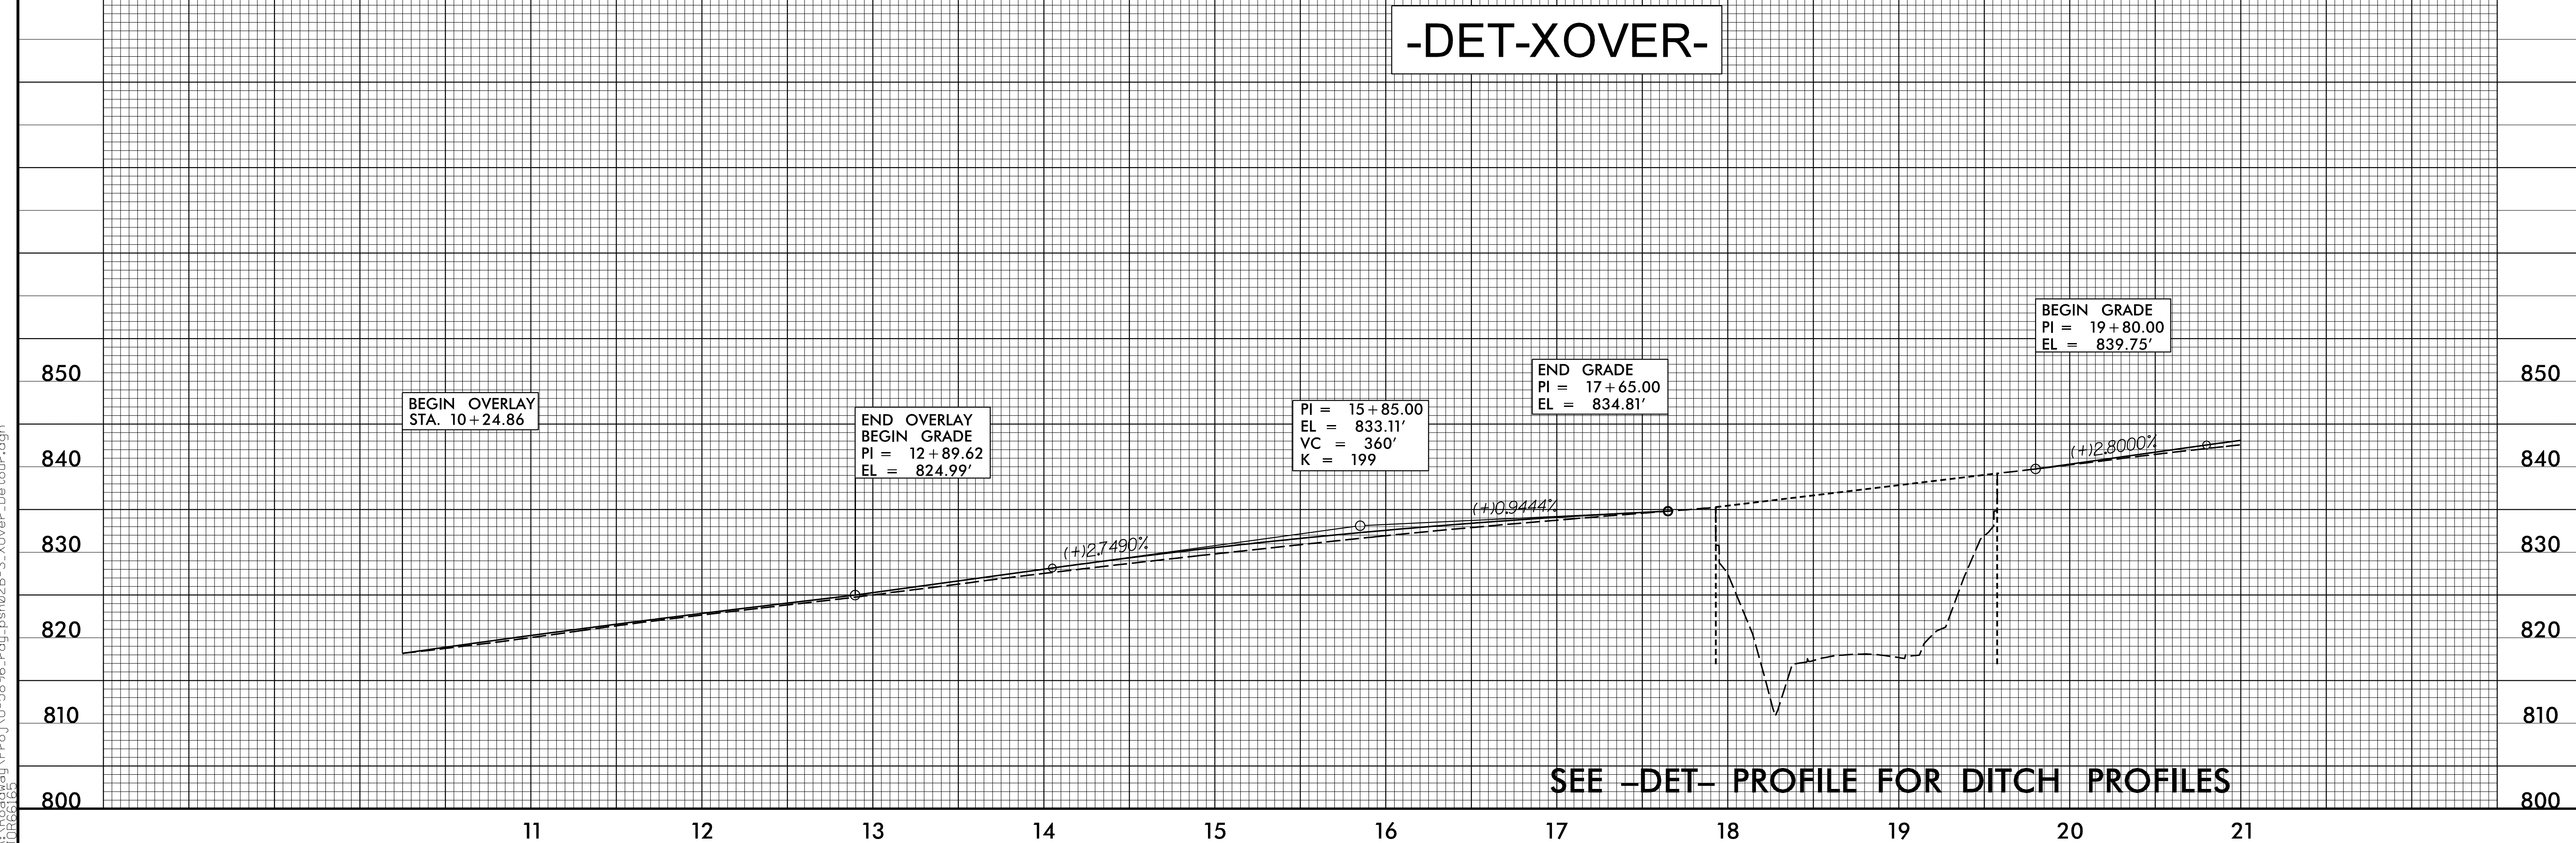 -DET-XOVER-
BEGIN GRADE
PI = 19+80.00
EL = 839.75'
END GRADE
PI = 17+65.00
EL = 834.81'
BEGIN OVERLAY
STA. 10+24.86
END OVERLAY
BEGIN GRADE
PI = 12+89.62
EL = 824.99'
PI = 15+85.00
EL = 833.11'
VC = 360'
K = 199
850
850
840
840
830
830
820
820
810
810
800
800
(+)2.7490%
(+)0.9444%
(+)2.8000%
SEE –DET– PROFILE FOR DITCH PROFILES
11 12 13 14 15 16 17 18 19 20 21